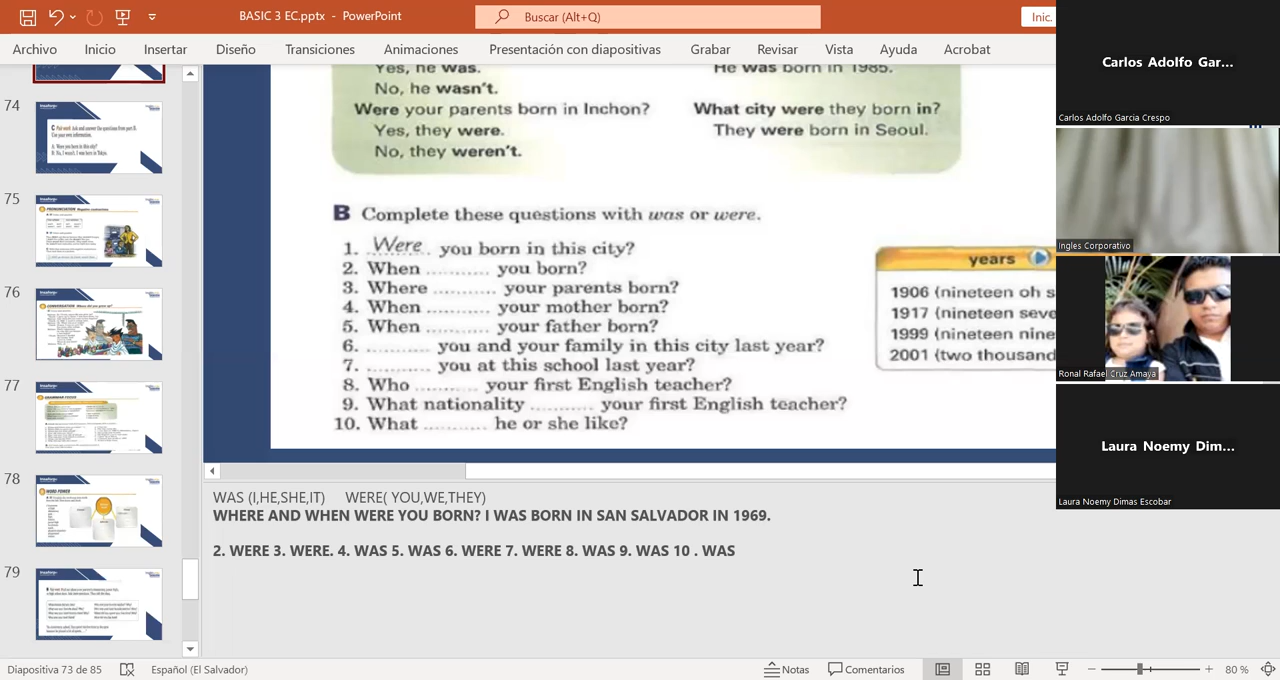 BASIC 3 EC.pptx - PowerPoint
Buscar (Alt+Q)
Inic.
Archivo Inicio Insertar Diseño Transiciones Animaciones Presentación con diapositivas Grabar Revisar Vista Ayuda Acrobat
Yes, he was. He was born in 1985.
No, he wasn't.
Were your parents born in Inchon? What city were they born in?
Yes, they were. They were born in Seoul.
No, they weren't.
B Complete these questions with was or were.
1. Were you born in this city?
2. When .......... you born?
3. Where .......... your parents born?
4. When .......... your mother born?
5. When .......... your father born?
6. .......... you and your family in this city last year?
7. .......... you at this school last year?
8. Who .......... your first English teacher?
9. What nationality .......... your first English teacher?
10. What .......... he or she like?
years
1906 (nineteen oh s
1917 (nineteen seve
1999 (nineteen nine
2001 (two thousand
WAS (I,HE,SHE,IT) WERE( YOU,WE,THEY)
WHERE AND WHEN WERE YOU BORN? I WAS BORN IN SAN SALVADOR IN 1969.
2. WERE 3. WERE. 4. WAS 5. WAS 6. WERE 7. WERE 8. WAS 9. WAS 10 . WAS
74
75
76
77
78
79
Carlos Adolfo Gar...
Carlos Adolfo Garcia Crespo
Ingles Corporativo
Ronal Rafael Cruz Amaya
Laura Noemy Dim...
Laura Noemy Dimas Escobar
Diapositiva 73 de 85 Español (El Salvador) Notas Comentarios 80 %